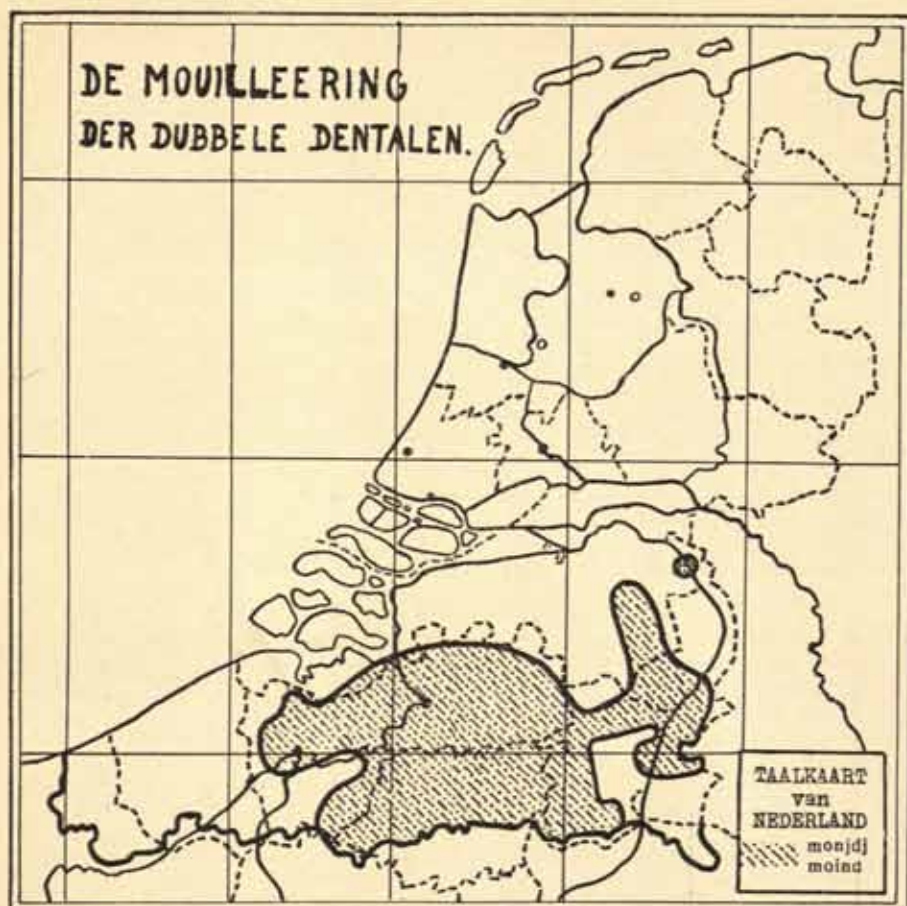 DE MOUILLEERING
DER DUBBELE DENTALEN.
TAALKAART
van
NEDERLAND
monjdj
moind